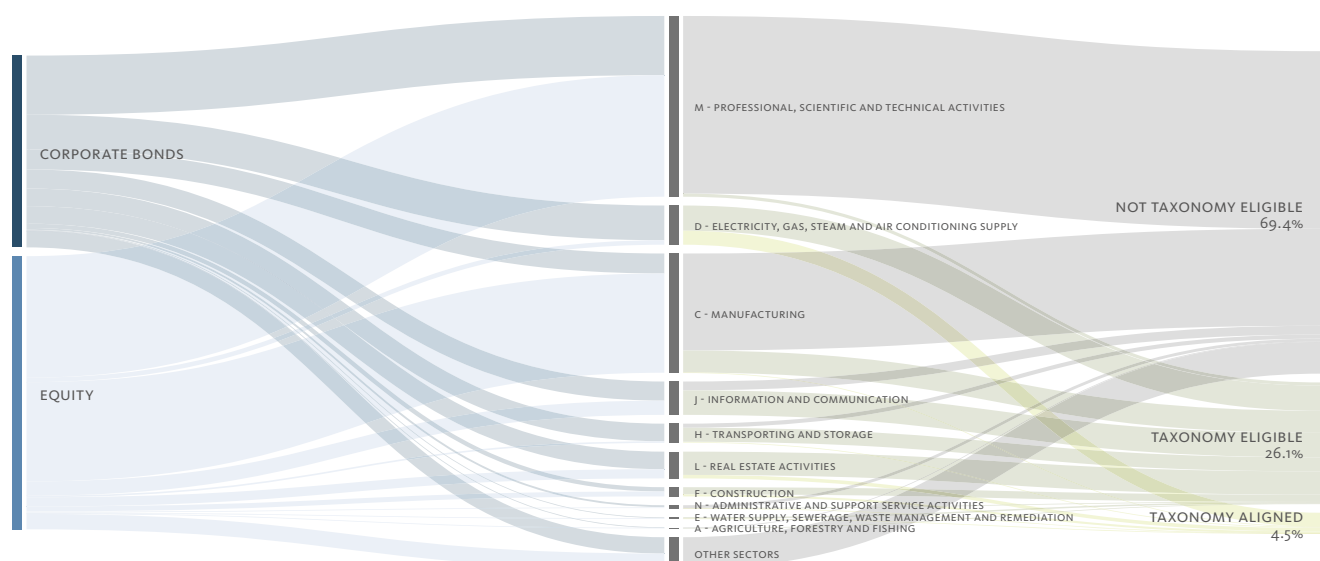 CORPORATE BONDS
EQUITY
M - PROFESSIONAL, SCIENTIFIC AND TECHNICAL ACTIVITIES
D - ELECTRICITY, GAS, STEAM AND AIR CONDITIONING SUPPLY
C - MANUFACTURING
J - INFORMATION AND COMMUNICATION
H - TRANSPORTING AND STORAGE
L - REAL ESTATE ACTIVITIES
F - CONSTRUCTION
N - ADMINISTRATIVE AND SUPPORT SERVICE ACTIVITIES
E - WATER SUPPLY, SEWERAGE, WASTE MANAGEMENT AND REMEDIATION
A - AGRICULTURE, FORESTRY AND FISHING
OTHER SECTORS
NOT TAXONOMY ELIGIBLE
69.4%
TAXONOMY ELIGIBLE
26.1%
TAXONOMY ALIGNED
4.5%